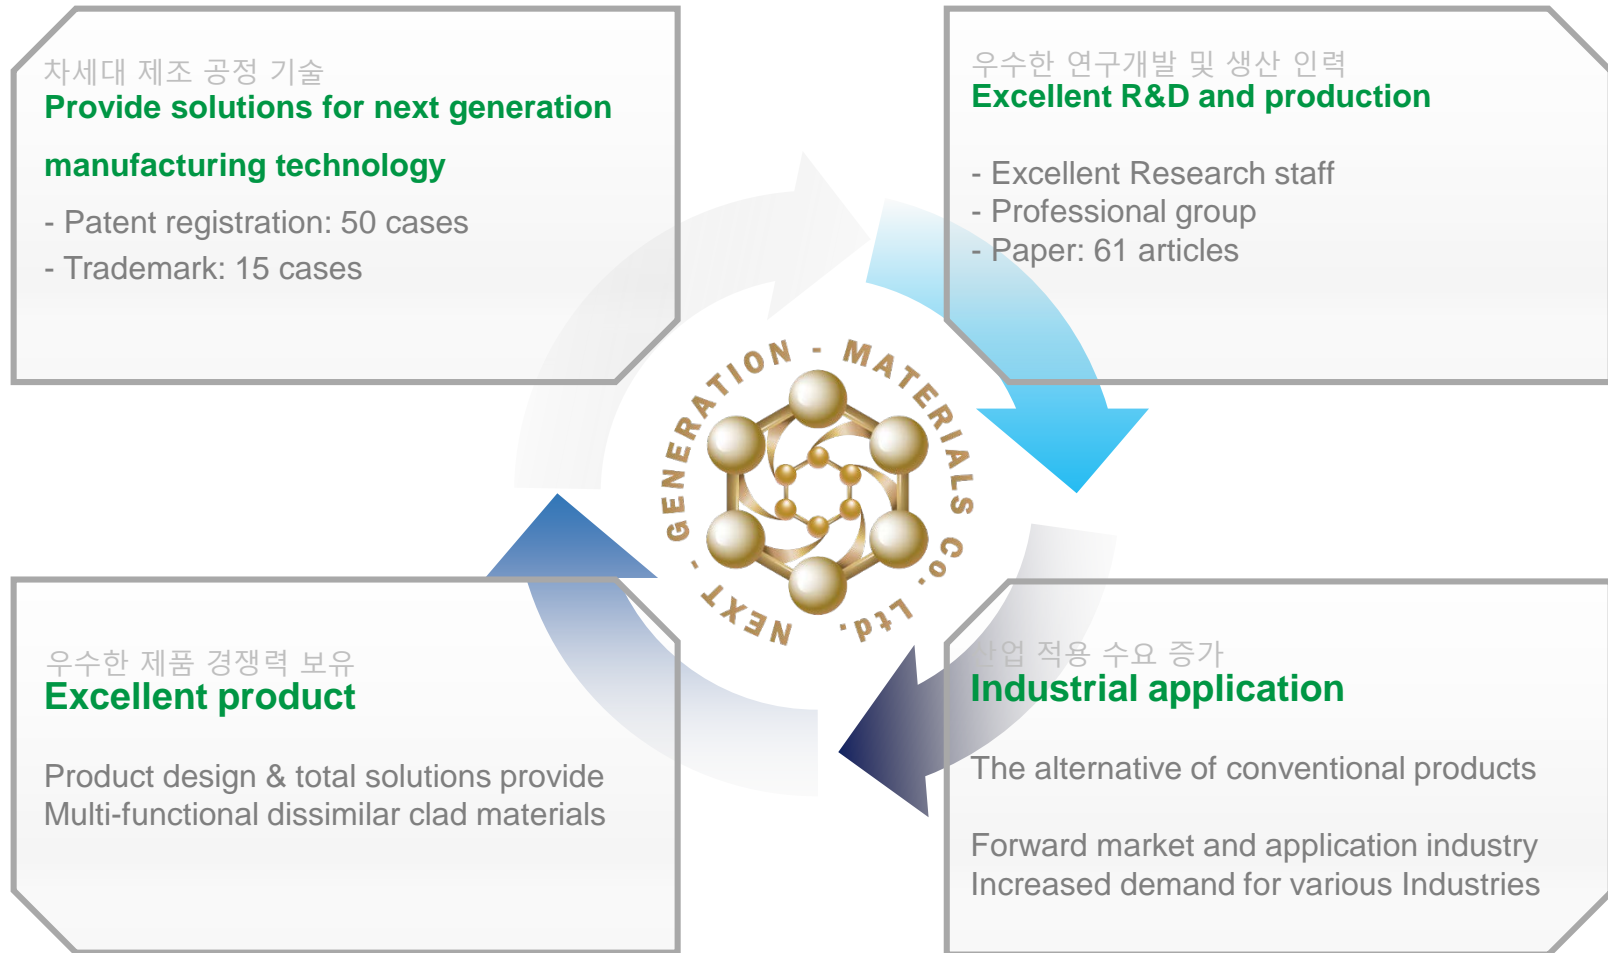 차세대 제조 공정 기술
Provide solutions for next generation
manufacturing technology
- Patent registration: 50 cases
- Trademark: 15 cases
우수한 연구개발 및 생산 인력
Excellent R&D and production
- Excellent Research staff
- Professional group
- Paper: 61 articles
NEXT - GENERATION - MATERIALS Co. Ltd.
우수한 제품 경쟁력 보유
Excellent product
Product design & total solutions provide
Multi-functional dissimilar clad materials
산업 적용 수요 증가
Industrial application
The alternative of conventional products
Forward market and application industry
Increased demand for various Industries